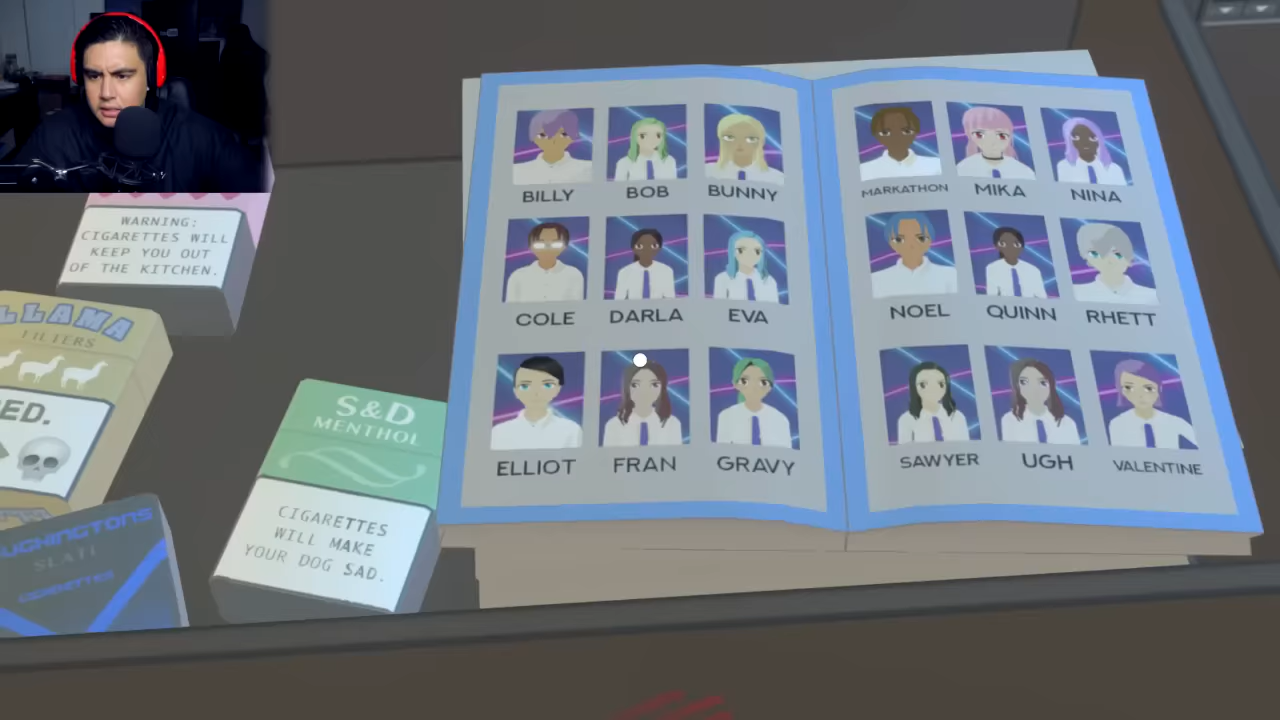 WARNING:
CIGARETTES WILL
KEEP YOU OUT
OF THE KITCHEN.
LLAMA
FILTERS
S&D
MENTHOL
CIGARETTES
WILL MAKE
YOUR DOG SAD.
BILLY BOB BUNNY
COLE DARLA EVA
ELLIOT FRAN GRAVY
MARKATHON MIKA NINA
NOEL QUINN RHETT
SAWYER UGH VALENTINE